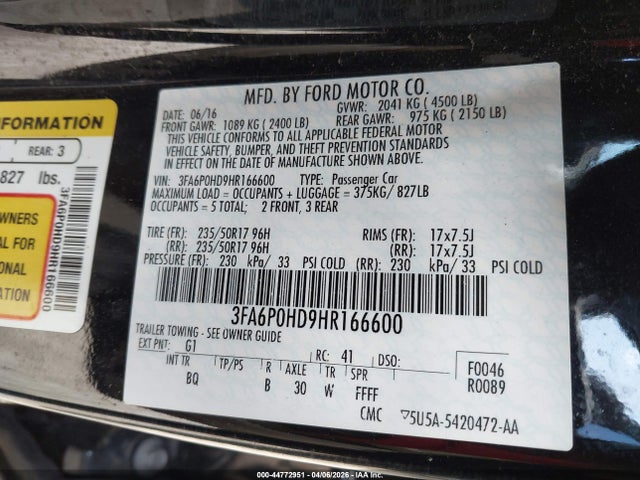 INFORMATION
REAR: 3
827 lbs.
OWNERS
AL FOR
ONAL
3FA6P0HD9HR166600
MFD. BY FORD MOTOR CO.
DATE: 06/16 GVWR: 2041 KG ( 4500 LB)
FRONT GAWR: 1089 KG ( 2400 LB) REAR GAWR: 975 KG ( 2150 LB)
THIS VEHICLE CONFORMS TO ALL APPLICABLE FEDERAL MOTOR
VEHICLE SAFETY, BUMPER, AND THEFT PREVENTION STANDARDS
IN EFFECT ON THE DATE OF MANUFACTURE SHOWN ABOVE.
VIN: 3FA6P0HD9HR166600 TYPE: Passenger Car
MAXIMUM LOAD = OCCUPANTS + LUGGAGE = 375KG/ 827LB
OCCUPANTS = 5 TOTAL; 2 FRONT, 3 REAR
TIRE (FR): 235/50R17 96H RIMS (FR): 17x7.5J
(RR): 235/50R17 96H (RR): 17x7.5J
PRESSURE (FR): 230 kPa/ 33 PSI COLD (RR): 230 kPa/ 33 PSI COLD
3FA6P0HD9HR166600
TRAILER TOWING - SEE OWNER GUIDE
EXT PNT: G1 RC: 41 DSO: F0046
INT TR TP/PS R AXLE TR SPR R0089
BQ B 30 W FFFF
CMC 5U5A-5420472-AA
000-44772951 - 04/06/2026 - IAA Inc.